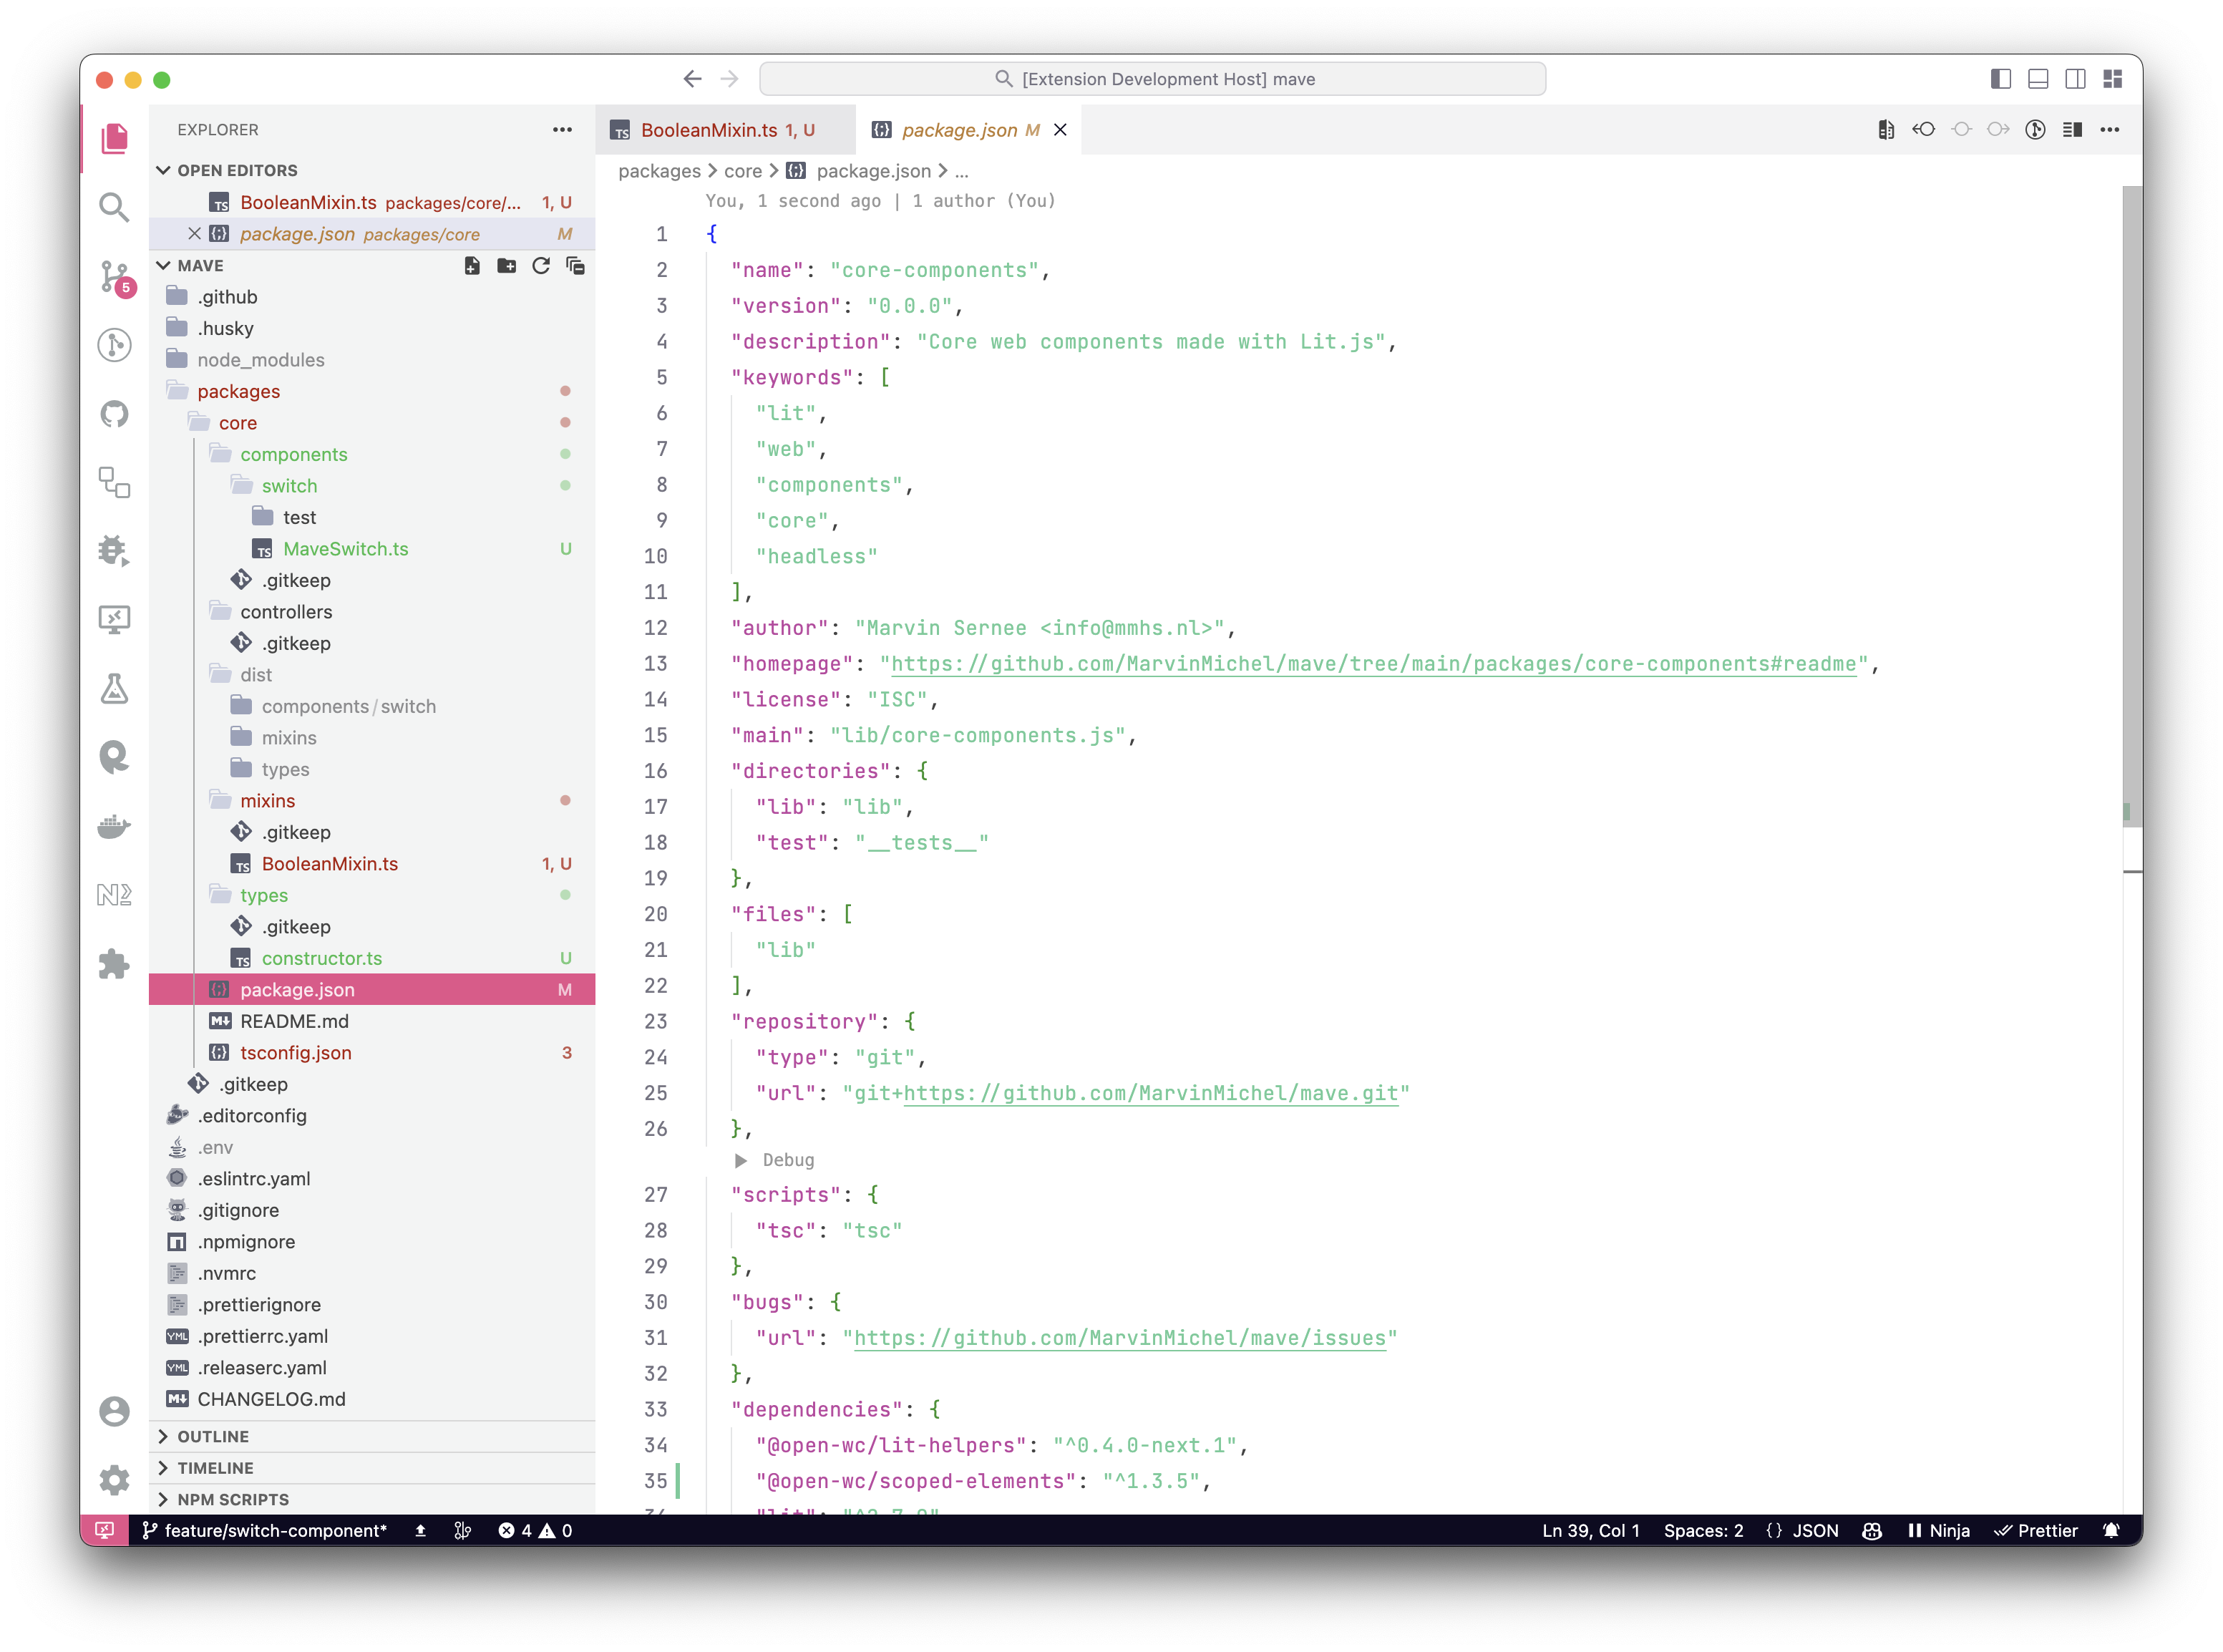 [Extension Development Host] mave
EXPLORER
OPEN EDITORS
BooleanMixin.ts packages/core/... 1, U
package.json packages/core M
MAVE
.github
.husky
node_modules
packages
core
components
switch
test
MaveSwitch.ts U
.gitkeep
controllers
.gitkeep
dist
components/switch
mixins
types
mixins
.gitkeep
BooleanMixin.ts 1, U
types
.gitkeep
constructor.ts U
package.json M
README.md
tsconfig.json 3
.gitkeep
.editorconfig
.env
.eslintrc.yaml
.gitignore
.npmignore
.nvmrc
.prettierignore
.prettierrc.yaml
.releaserc.yaml
CHANGELOG.md
OUTLINE
TIMELINE
NPM SCRIPTS
5
BooleanMixin.ts 1, U
package.json M
packages > core > package.json > ...
You, 1 second ago | 1 author (You)
1 {
2 "name": "core-components",
3 "version": "0.0.0",
4 "description": "Core web components made with Lit.js",
5 "keywords": [
6 "lit",
7 "web",
8 "components",
9 "core",
10 "headless"
11 ],
12 "author": "Marvin Sernee <info@mmhs.nl>",
13 "homepage": "https://github.com/MarvinMichel/mave/tree/main/packages/core-components#readme",
14 "license": "ISC",
15 "main": "lib/core-components.js",
16 "directories": {
17 "lib": "lib",
18 "test": "__tests__"
19 },
20 "files": [
21 "lib"
22 ],
23 "repository": {
24 "type": "git",
25 "url": "git+https://github.com/MarvinMichel/mave.git"
26 },
Debug
27 "scripts": {
28 "tsc": "tsc"
29 },
30 "bugs": {
31 "url": "https://github.com/MarvinMichel/mave/issues"
32 },
33 "dependencies": {
34 "@open-wc/lit-helpers": "^0.4.0-next.1",
35 "@open-wc/scoped-elements": "^1.3.5",
feature/switch-component* 4 0
Ln 39, Col 1 Spaces: 2 {} JSON Ninja Prettier